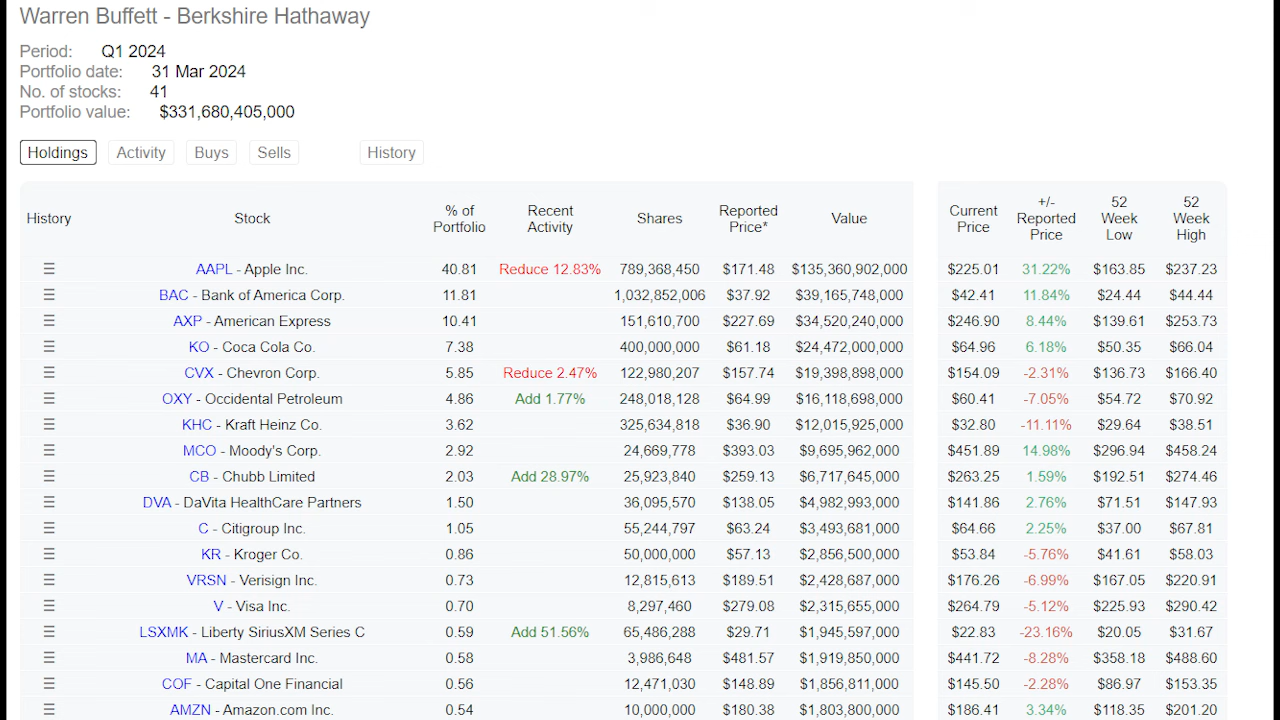 Warren Buffett - Berkshire Hathaway
Period: Q1 2024
Portfolio date: 31 Mar 2024
No. of stocks: 41
Portfolio value: $331,680,405,000
Holdings Activity Buys Sells History
History Stock % of Portfolio Recent Activity Shares Reported Price* Value Current Price +/- Reported Price 52 Week Low 52 Week High
☰ AAPL - Apple Inc. 40.81 Reduce 12.83% 789,368,450 $171.48 $135,360,902,000 $225.01 31.22% $163.85 $237.23
☰ BAC - Bank of America Corp. 11.81 1,032,852,006 $37.92 $39,165,748,000 $42.41 11.84% $24.44 $44.44
☰ AXP - American Express 10.41 151,610,700 $227.69 $34,520,240,000 $246.90 8.44% $139.61 $253.73
☰ KO - Coca Cola Co. 7.38 400,000,000 $61.18 $24,472,000,000 $64.96 6.18% $50.35 $66.04
☰ CVX - Chevron Corp. 5.85 Reduce 2.47% 122,980,207 $157.74 $19,398,898,000 $154.09 -2.31% $136.73 $166.40
☰ OXY - Occidental Petroleum 4.86 Add 1.77% 248,018,128 $64.99 $16,118,698,000 $60.41 -7.05% $54.72 $70.92
☰ KHC - Kraft Heinz Co. 3.62 325,634,818 $36.90 $12,015,925,000 $32.80 -11.11% $29.64 $38.51
☰ MCO - Moody's Corp. 2.92 24,669,778 $393.03 $9,695,962,000 $451.89 14.98% $296.94 $458.24
☰ CB - Chubb Limited 2.03 Add 28.97% 25,923,840 $259.13 $6,717,645,000 $263.25 1.59% $192.51 $274.46
☰ DVA - DaVita HealthCare Partners 1.50 36,095,570 $138.05 $4,982,993,000 $141.86 2.76% $71.51 $147.93
☰ C - Citigroup Inc. 1.05 55,244,797 $63.24 $3,493,681,000 $64.66 2.25% $37.00 $67.81
☰ KR - Kroger Co. 0.86 50,000,000 $57.13 $2,856,500,000 $53.84 -5.76% $41.61 $58.03
☰ VRSN - Verisign Inc. 0.73 12,815,613 $189.51 $2,428,687,000 $176.26 -6.99% $167.05 $220.91
☰ V - Visa Inc. 0.70 8,297,460 $279.08 $2,315,655,000 $264.79 -5.12% $225.93 $290.42
☰ LSXMK - Liberty SiriusXM Series C 0.59 Add 51.56% 65,486,288 $29.71 $1,945,597,000 $22.83 -23.16% $20.05 $31.67
☰ MA - Mastercard Inc. 0.58 3,986,648 $481.57 $1,919,850,000 $441.72 -8.28% $358.18 $488.60
☰ COF - Capital One Financial 0.56 12,471,030 $148.89 $1,856,811,000 $145.50 -2.28% $86.97 $153.35
☰ AMZN - Amazon.com Inc. 0.54 10,000,000 $180.38 $1,803,800,000 $186.41 3.34% $118.35 $201.20